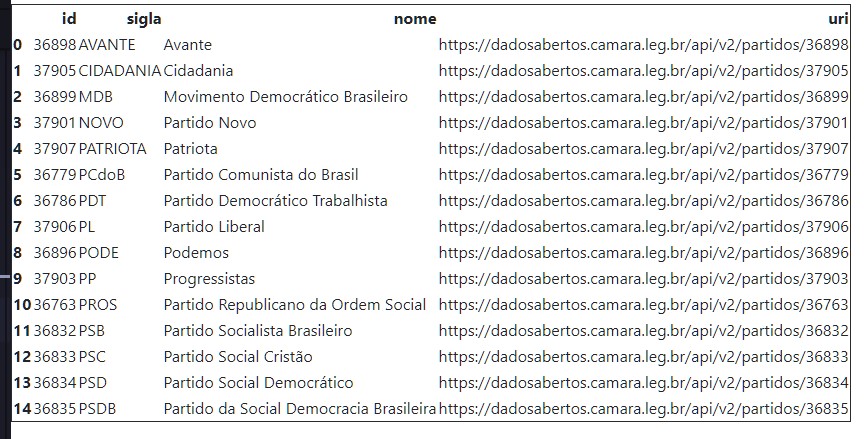 id sigla nome uri
0 36898 AVANTE Avante https://dadosabertos.camara.leg.br/api/v2/partidos/36898
1 37905 CIDADANIA Cidadania https://dadosabertos.camara.leg.br/api/v2/partidos/37905
2 36899 MDB Movimento Democrático Brasileiro https://dadosabertos.camara.leg.br/api/v2/partidos/36899
3 37901 NOVO Partido Novo https://dadosabertos.camara.leg.br/api/v2/partidos/37901
4 37907 PATRIOTA Patriota https://dadosabertos.camara.leg.br/api/v2/partidos/37907
5 36779 PCdoB Partido Comunista do Brasil https://dadosabertos.camara.leg.br/api/v2/partidos/36779
6 36786 PDT Partido Democrático Trabalhista https://dadosabertos.camara.leg.br/api/v2/partidos/36786
7 37906 PL Partido Liberal https://dadosabertos.camara.leg.br/api/v2/partidos/37906
8 36896 PODE Podemos https://dadosabertos.camara.leg.br/api/v2/partidos/36896
9 37903 PP Progressistas https://dadosabertos.camara.leg.br/api/v2/partidos/37903
10 36763 PROS Partido Republicano da Ordem Social https://dadosabertos.camara.leg.br/api/v2/partidos/36763
11 36832 PSB Partido Socialista Brasileiro https://dadosabertos.camara.leg.br/api/v2/partidos/36832
12 36833 PSC Partido Social Cristão https://dadosabertos.camara.leg.br/api/v2/partidos/36833
13 36834 PSD Partido Social Democrático https://dadosabertos.camara.leg.br/api/v2/partidos/36834
14 36835 PSDB Partido da Social Democracia Brasileira https://dadosabertos.camara.leg.br/api/v2/partidos/36835